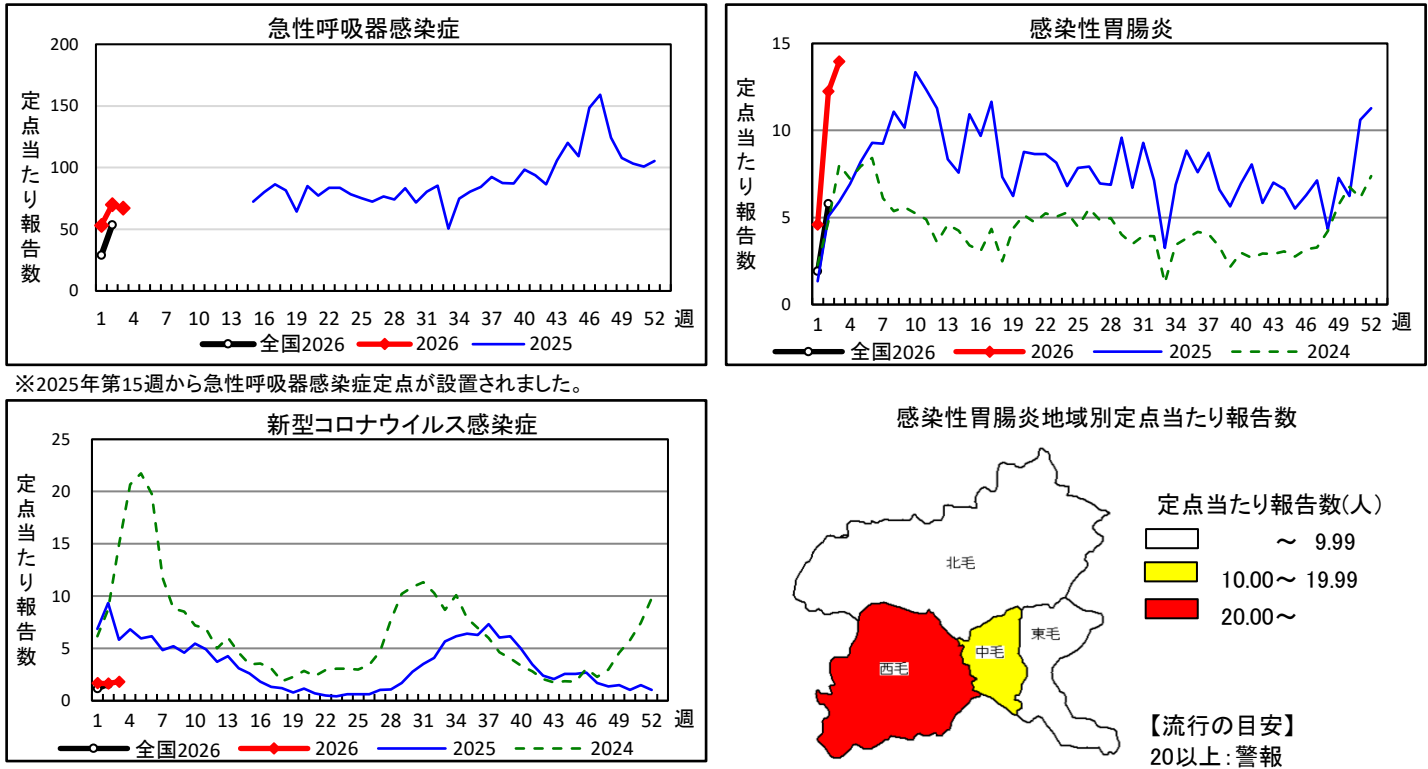 急性呼吸器感染症
定点当たり報告数
200
150
100
50
0
1 4 7 10 13 16 19 22 25 28 31 34 37 40 43 46 49 52 週
全国2026 2026 2025
※2025年第15週から急性呼吸器感染症定点が設置されました。
感染性胃腸炎
定点当たり報告数
15
10
5
0
1 4 7 10 13 16 19 22 25 28 31 34 37 40 43 46 49 52 週
全国2026 2026 2025 2024
新型コロナウイルス感染症
定点当たり報告数
25
20
15
10
5
0
1 4 7 10 13 16 19 22 25 28 31 34 37 40 43 46 49 52 週
全国2026 2026 2025 2024
感染性胃腸炎地域別定点当たり報告数
北毛
東毛
中毛
西毛
定点当たり報告数(人)
～ 9.99
10.00～ 19.99
20.00～
【流行の目安】
20以上：警報